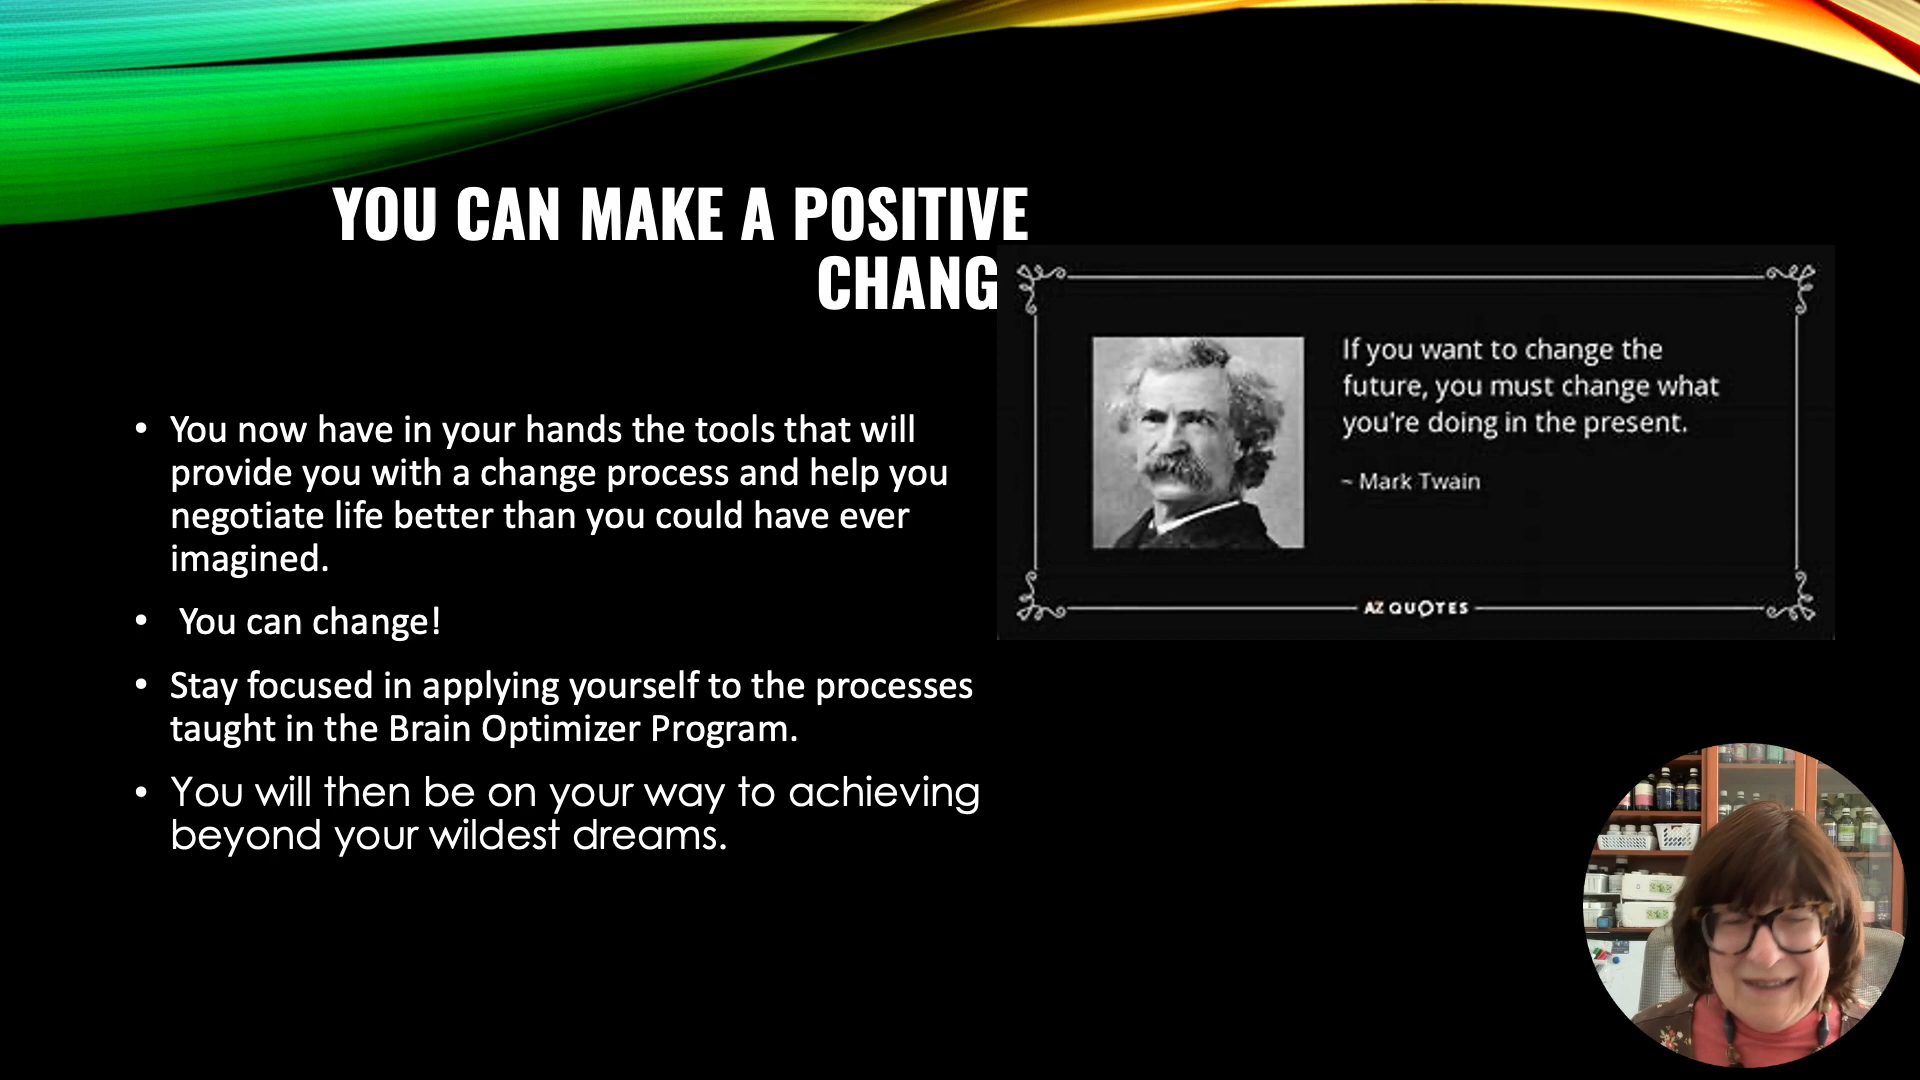 YOU CAN MAKE A POSITIVE
CHANG
• You now have in your hands the tools that will
provide you with a change process and help you
negotiate life better than you could have ever
imagined.
• You can change!
• Stay focused in applying yourself to the processes
taught in the Brain Optimizer Program.
• You will then be on your way to achieving
beyond your wildest dreams.
If you want to change the
future, you must change what
you're doing in the present.
~ Mark Twain
AZ QUOTES